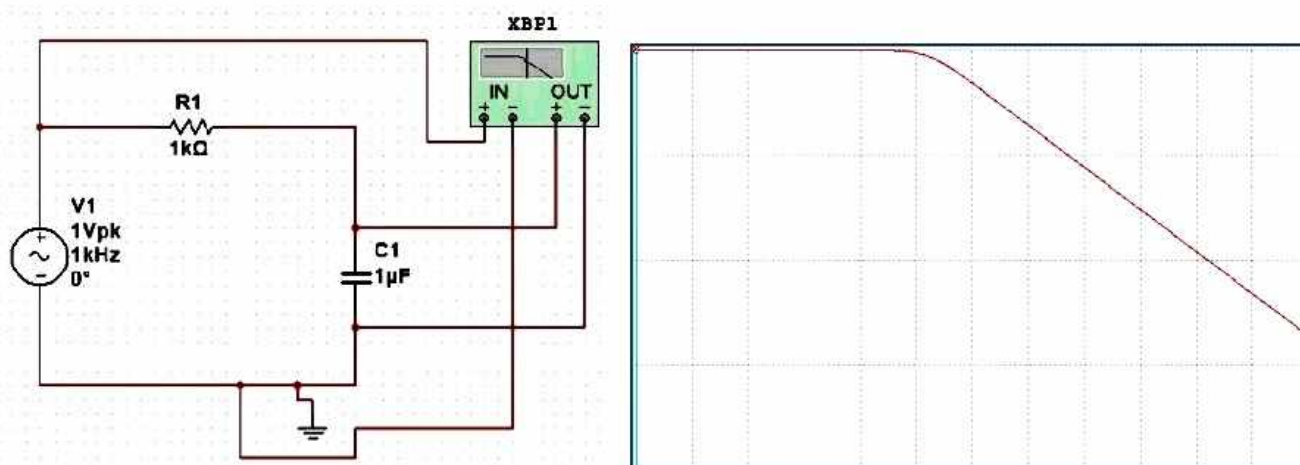 XBP1
IN OUT
+ - + -
R1
1kΩ
V1
1Vpk
1kHz
0°
+
~
-
C1
1µF